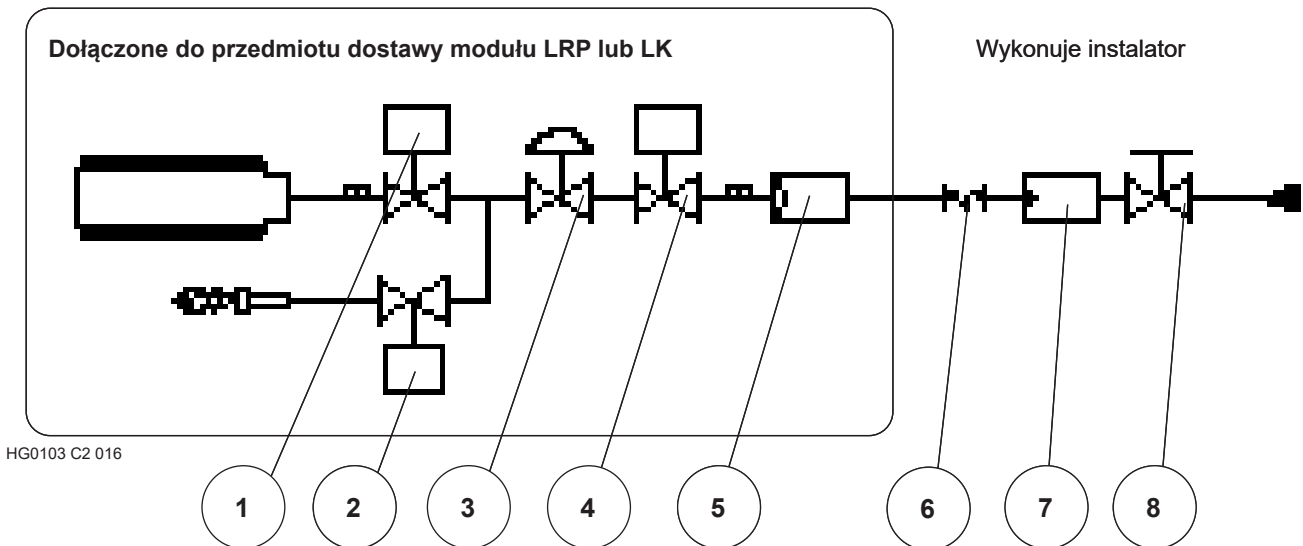 Dołączone do przedmiotu dostawy modułu LRP lub LK
Wykonuje instalator
HG0103 C2 016
1
2
3
4
5
6
7
8